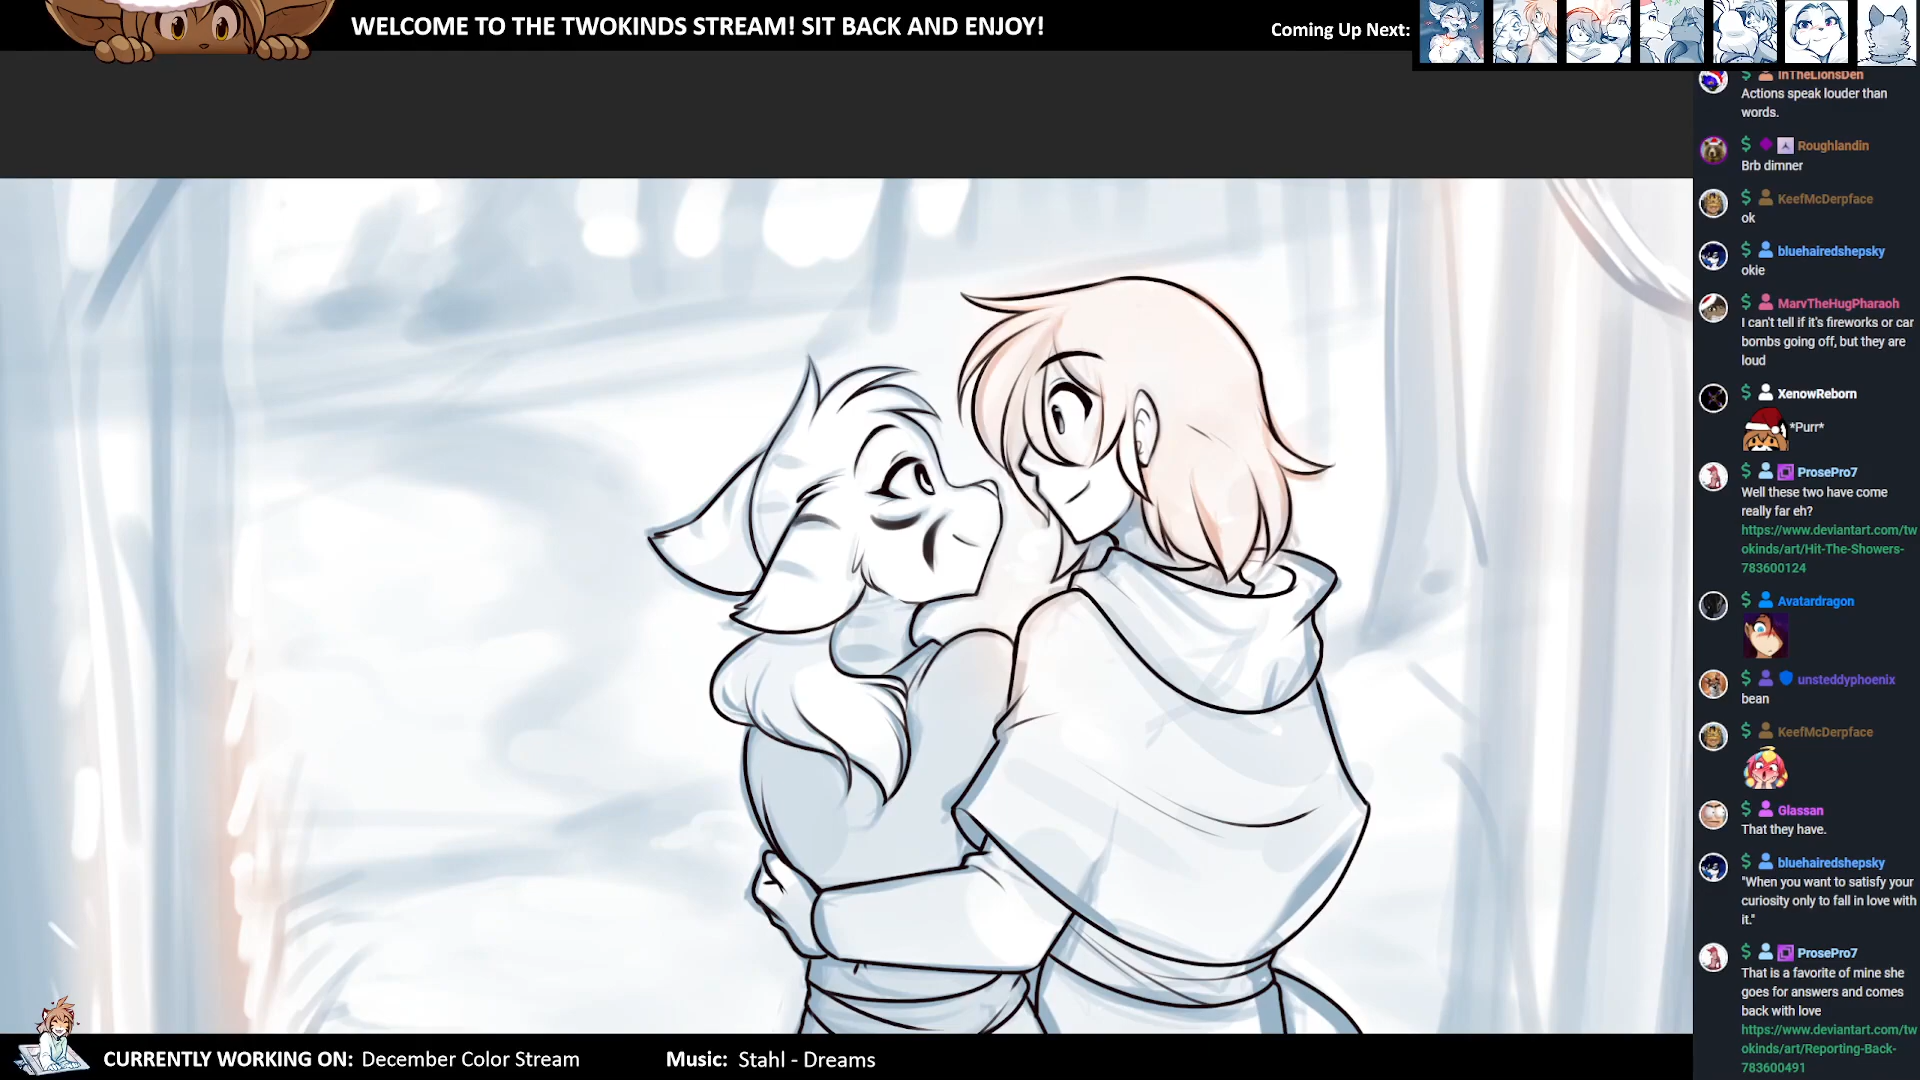 WELCOME TO THE TWOKINDS STREAM! SIT BACK AND ENJOY!
Coming Up Next:
InTheLionsDen
Actions speak louder than
words.
Roughlandin
Brb dimner
KeefMcDerpface
ok
bluehairedshepsky
okie
MarvTheHugPharaoh
I can't tell if it's fireworks or car
bombs going off, but they are
loud
XenowReborn
*Purr*
ProsePro7
Well these two have come
really far eh?
https://www.deviantart.com/tw
okinds/art/Hit-The-Showers-
783600124
Avatardragon
unsteddyphoenix
bean
KeefMcDerpface
Glassan
That they have.
bluehairedshepsky
"When you want to satisfy your
curiosity only to fall in love with
it."
ProsePro7
That is a favorite of mine she
goes for answers and comes
back with love
https://www.deviantart.com/tw
okinds/art/Reporting-Back-
783600491
CURRENTLY WORKING ON: December Color Stream
Music: Stahl - Dreams